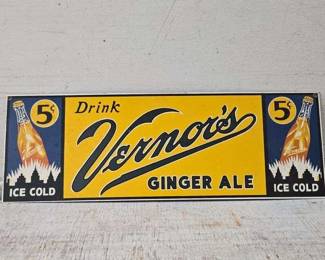 5¢
ICE COLD
Drink
Vernor's
GINGER ALE
5¢
ICE COLD